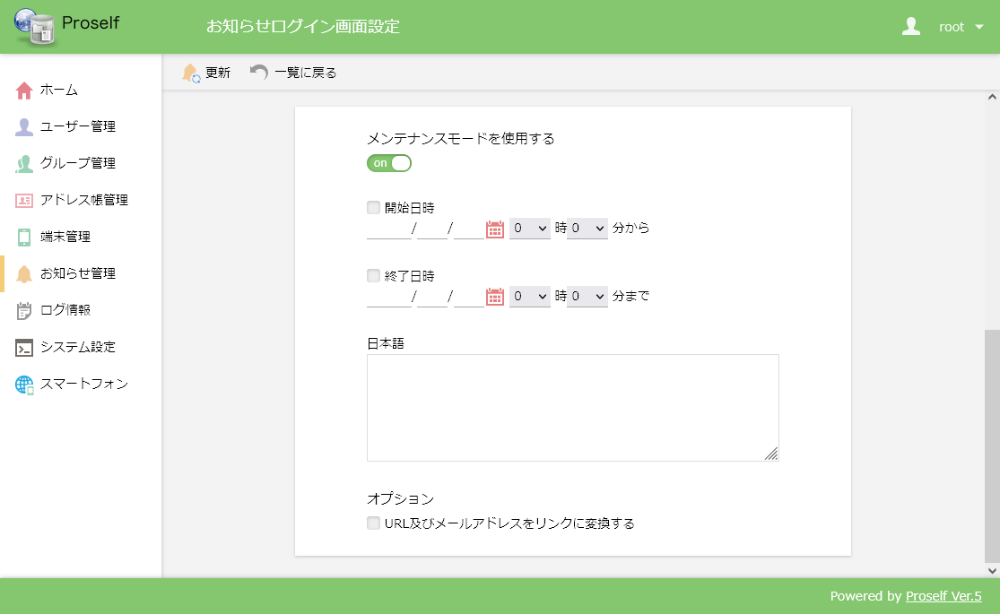 Proself
お知らせログイン画面設定
root
更新 一覧に戻る
ホーム
ユーザー管理
グループ管理
アドレス帳管理
端末管理
お知らせ管理
ログ情報
システム設定
スマートフォン
メンテナンスモードを使用する
on
開始日時
/ / 0 時 0 分から
終了日時
/ / 0 時 0 分まで
日本語
オプション
URL及びメールアドレスをリンクに変換する
Powered by Proself Ver.5